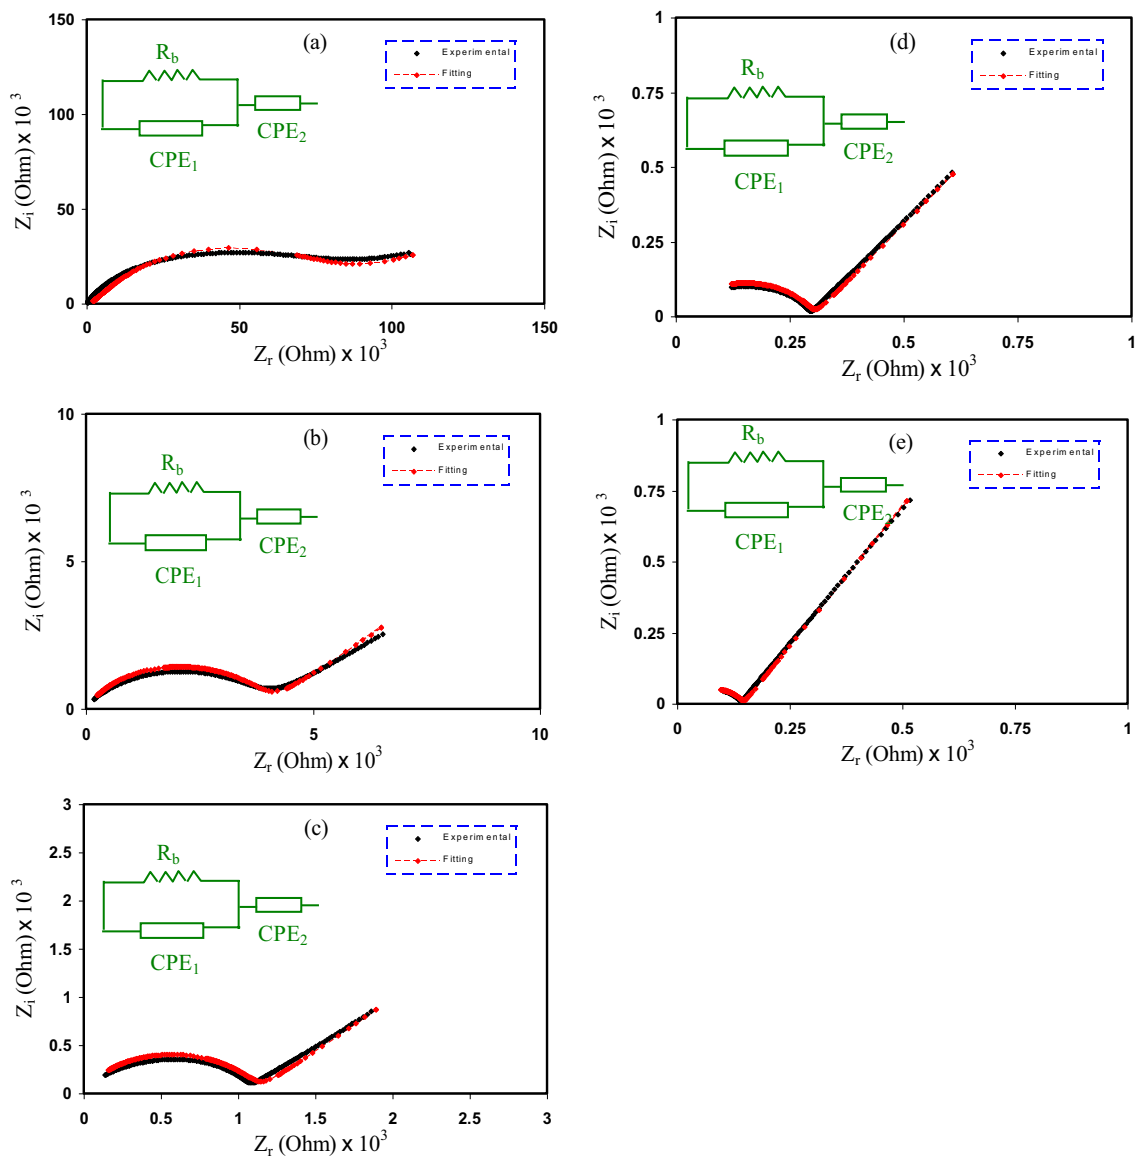 (a)
Experimental
Fitting
R_b
CPE_1
CPE_2
150
100
50
0
0
50
100
150
Z_i (Ohm) x 10^3
Z_r (Ohm) x 10^3
(d)
Experimental
Fitting
R_b
CPE_1
CPE_2
1
0.75
0.5
0.25
0
0
0.25
0.5
0.75
1
Z_i (Ohm) x 10^3
Z_r (Ohm) x 10^3
(b)
Experimental
Fitting
R_b
CPE_1
CPE_2
10
5
0
0
5
10
Z_i (Ohm) x 10^3
Z_r (Ohm) x 10^3
(e)
Experimental
Fitting
R_b
CPE_1
CPE_2
1
0.75
0.5
0.25
0
0
0.25
0.5
0.75
1
Z_i (Ohm) x 10^3
Z_r (Ohm) x 10^3
(c)
Experimental
Fitting
R_b
CPE_1
CPE_2
3
2.5
2
1.5
1
0.5
0
0
0.5
1
1.5
2
2.5
3
Z_i (Ohm) x 10^3
Z_r (Ohm) x 10^3